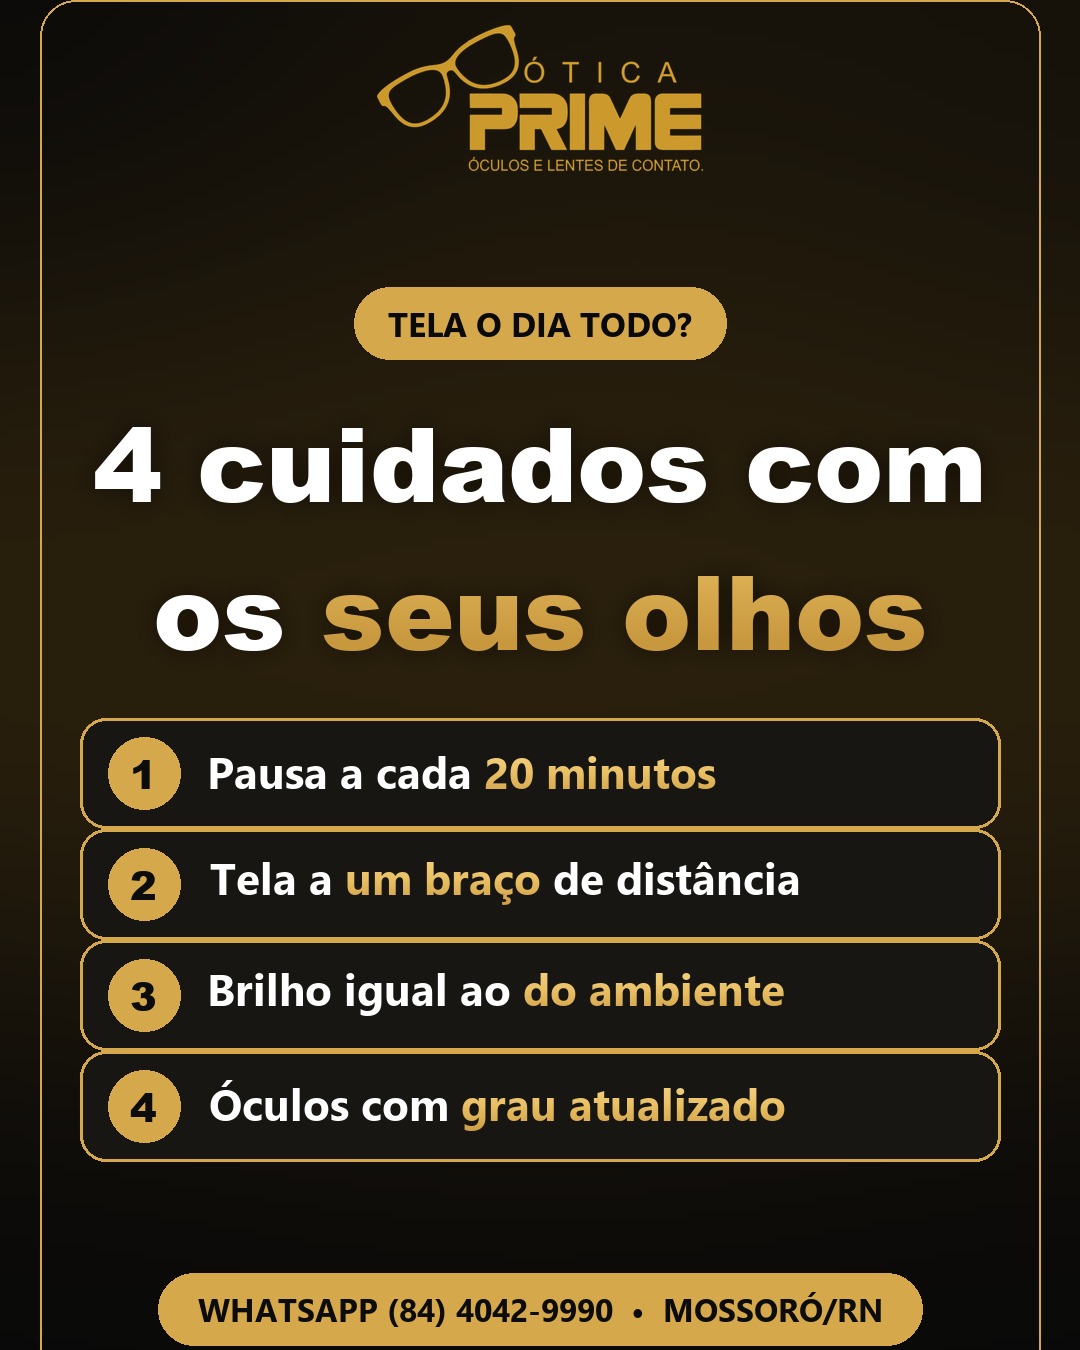 ÓTICA
PRIME
ÓCULOS E LENTES DE CONTATO.
TELA O DIA TODO?
4 cuidados com
os seus olhos
1 Pausa a cada 20 minutos
2 Tela a um braço de distância
3 Brilho igual ao do ambiente
4 Óculos com grau atualizado
WHATSAPP (84) 4042-9990 • MOSSORÓ/RN